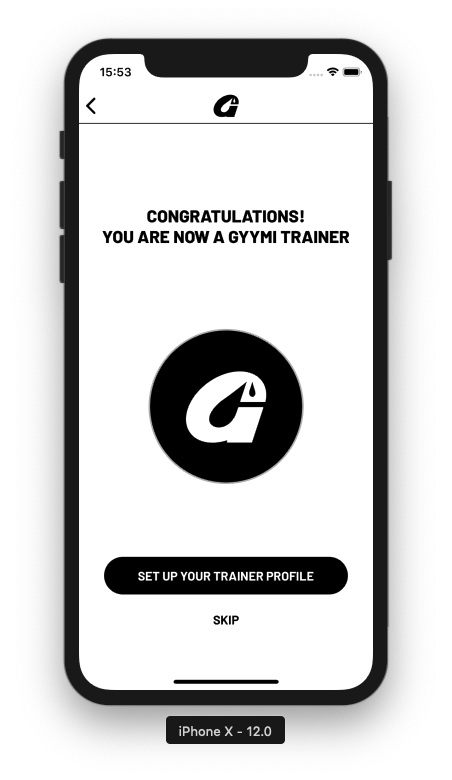 15:53
CONGRATULATIONS!
YOU ARE NOW A GYYMI TRAINER
SET UP YOUR TRAINER PROFILE
SKIP
iPhone X - 12.0